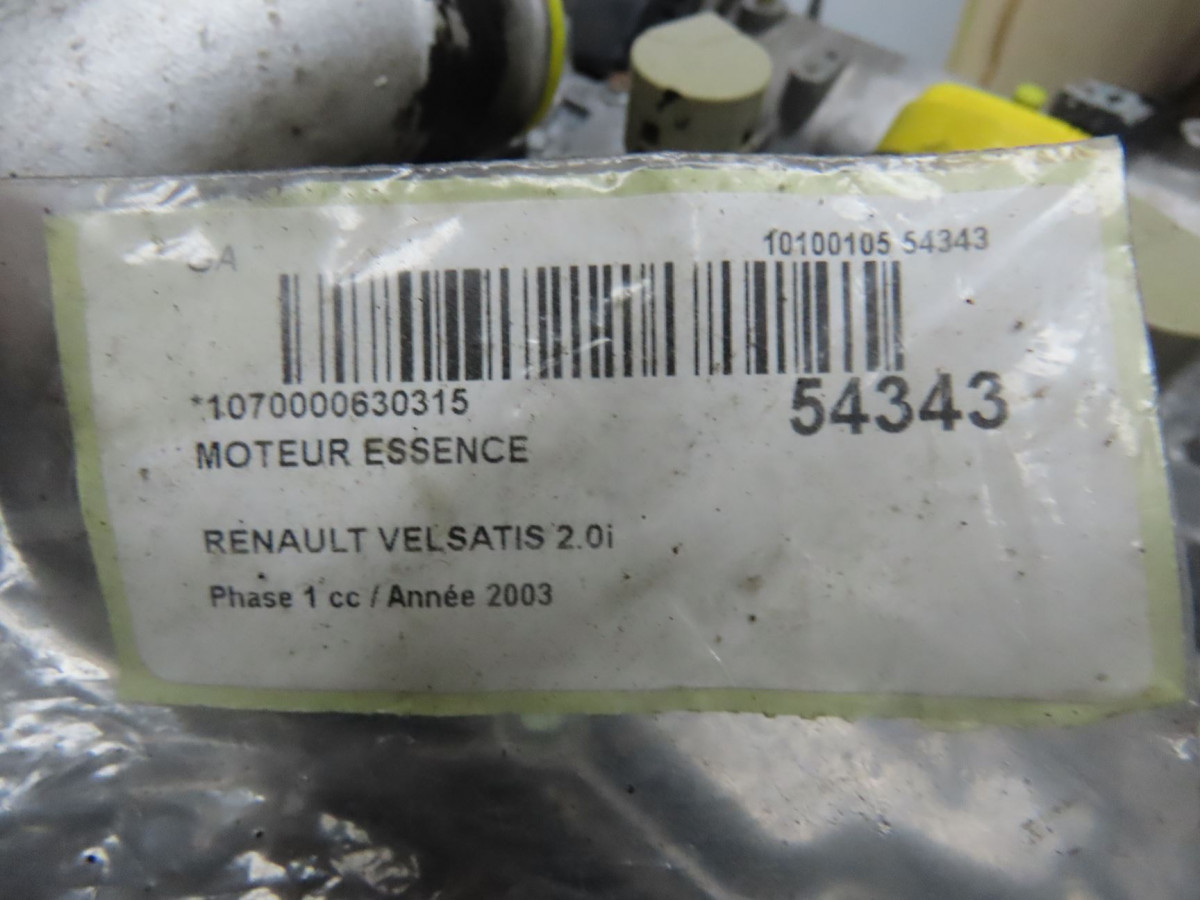 10100105 54343
*1070000630315
54343
MOTEUR ESSENCE
RENAULT VELSATIS 2.0i
Phase 1 cc / Année 2003